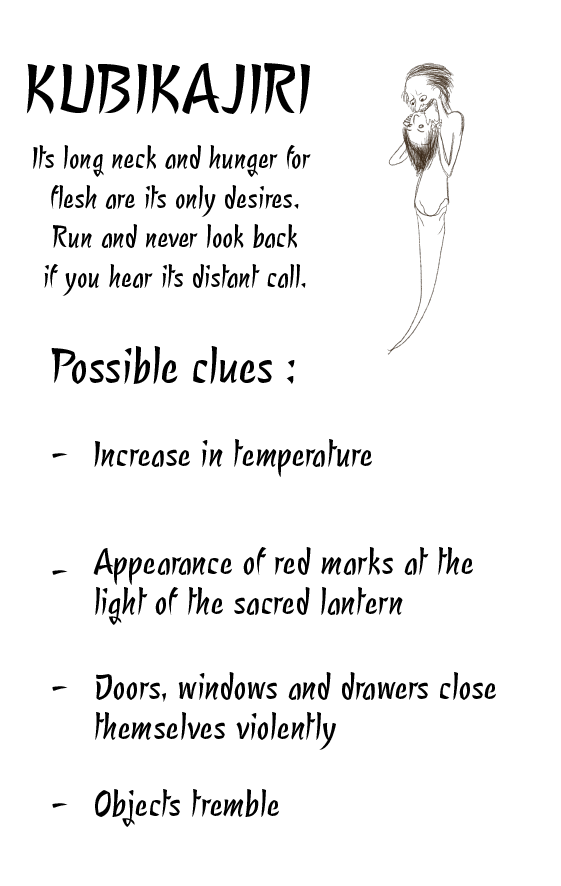 KUBIKAJIRI
Its long neck and hunger for
flesh are its only desires.
Run and never look back
if you hear its distant call.
Possible clues :
- Increase in temperature
- Appearance of red marks at the
light of the sacred lantern
- Doors, windows and drawers close
themselves violently
- Objects tremble